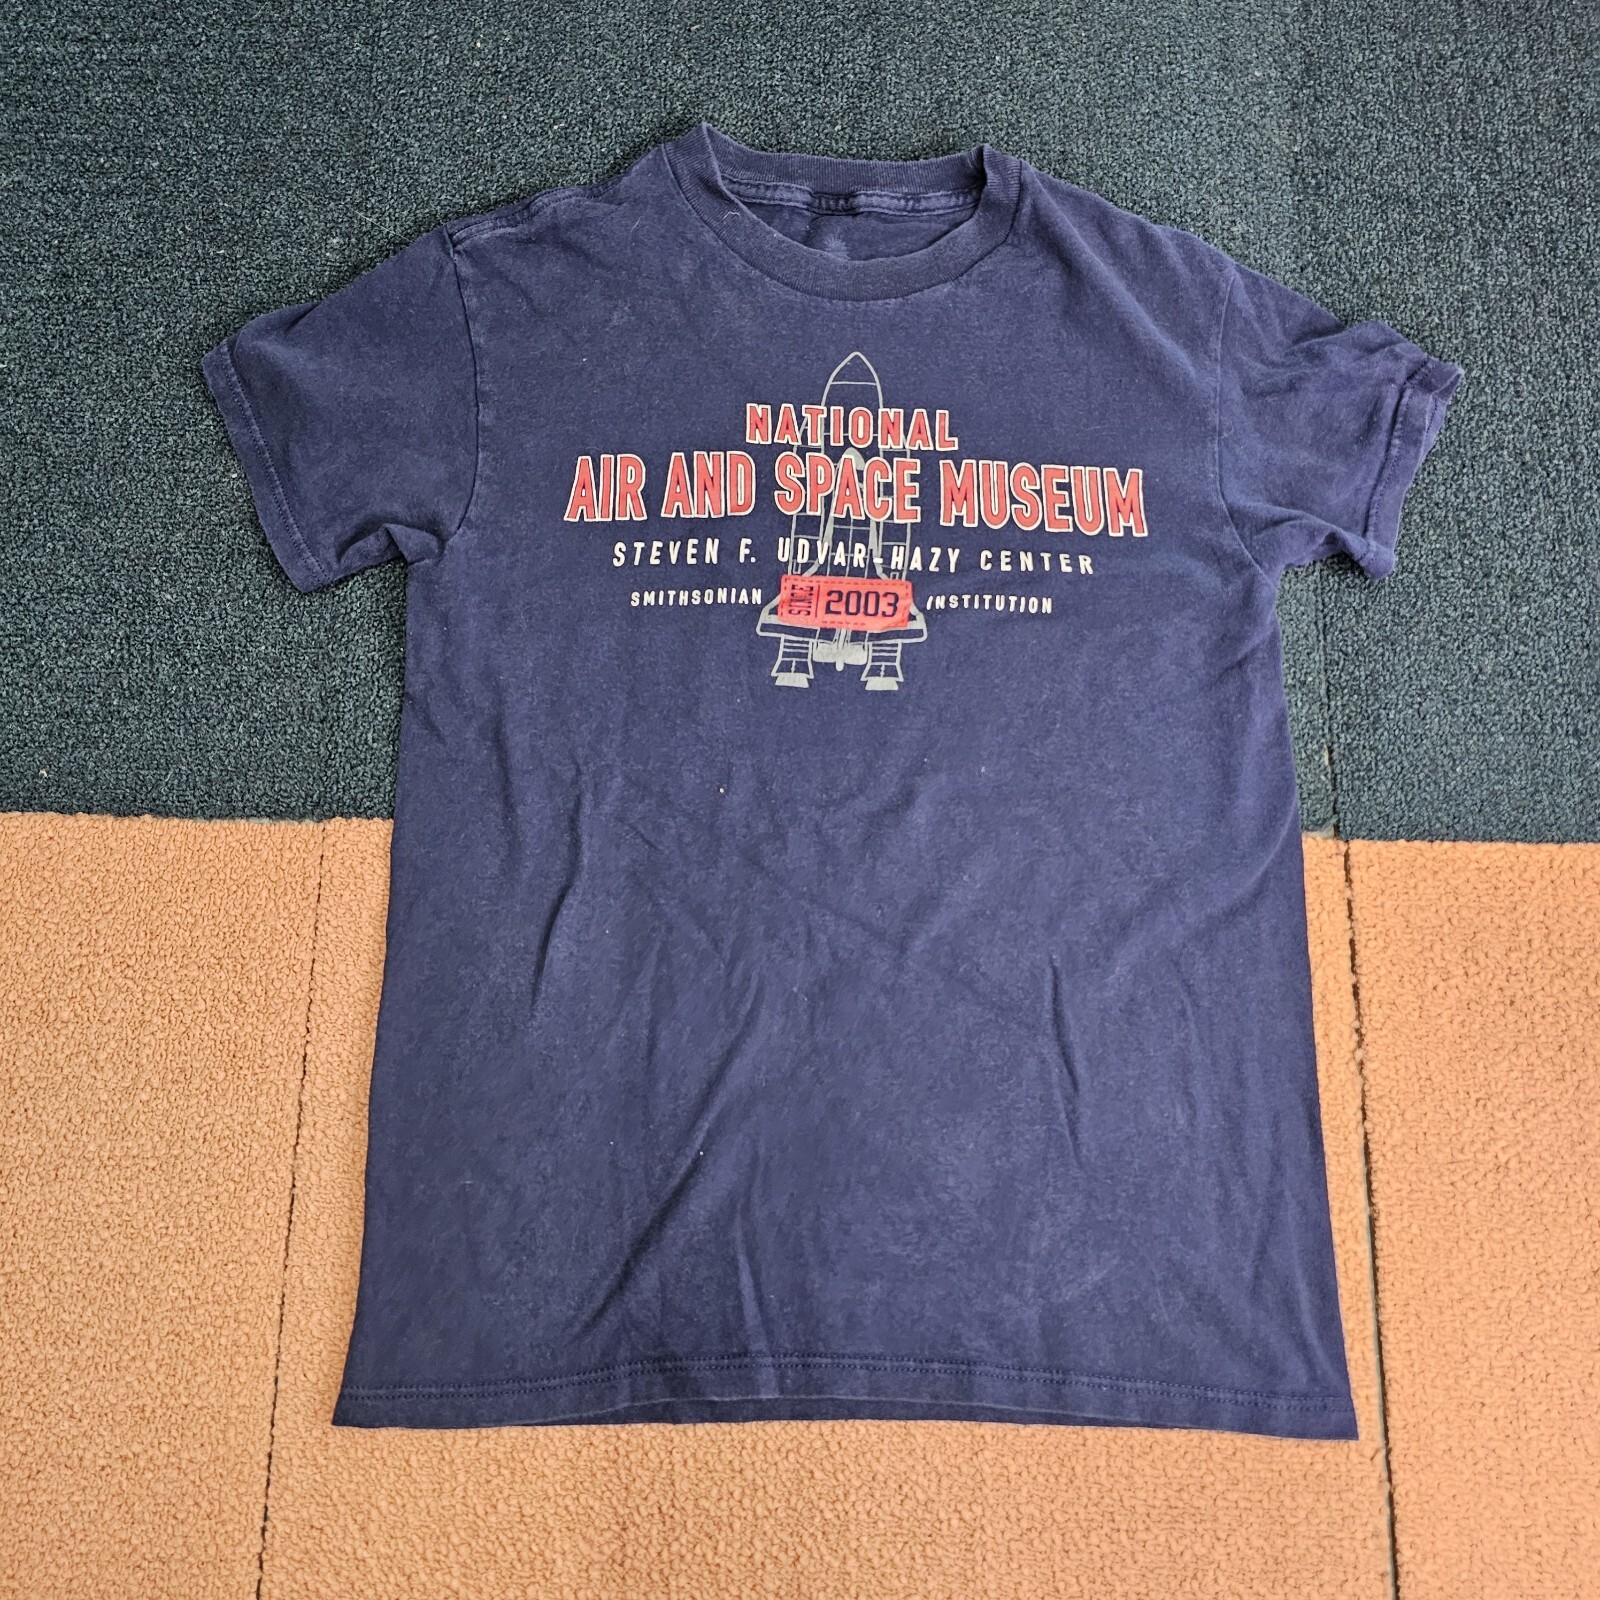 NATIONAL
AIR AND SPACE MUSEUM
STEVEN F. UDVAR-HAZY CENTER
SMITHSONIAN SINCE 2003 INSTITUTION